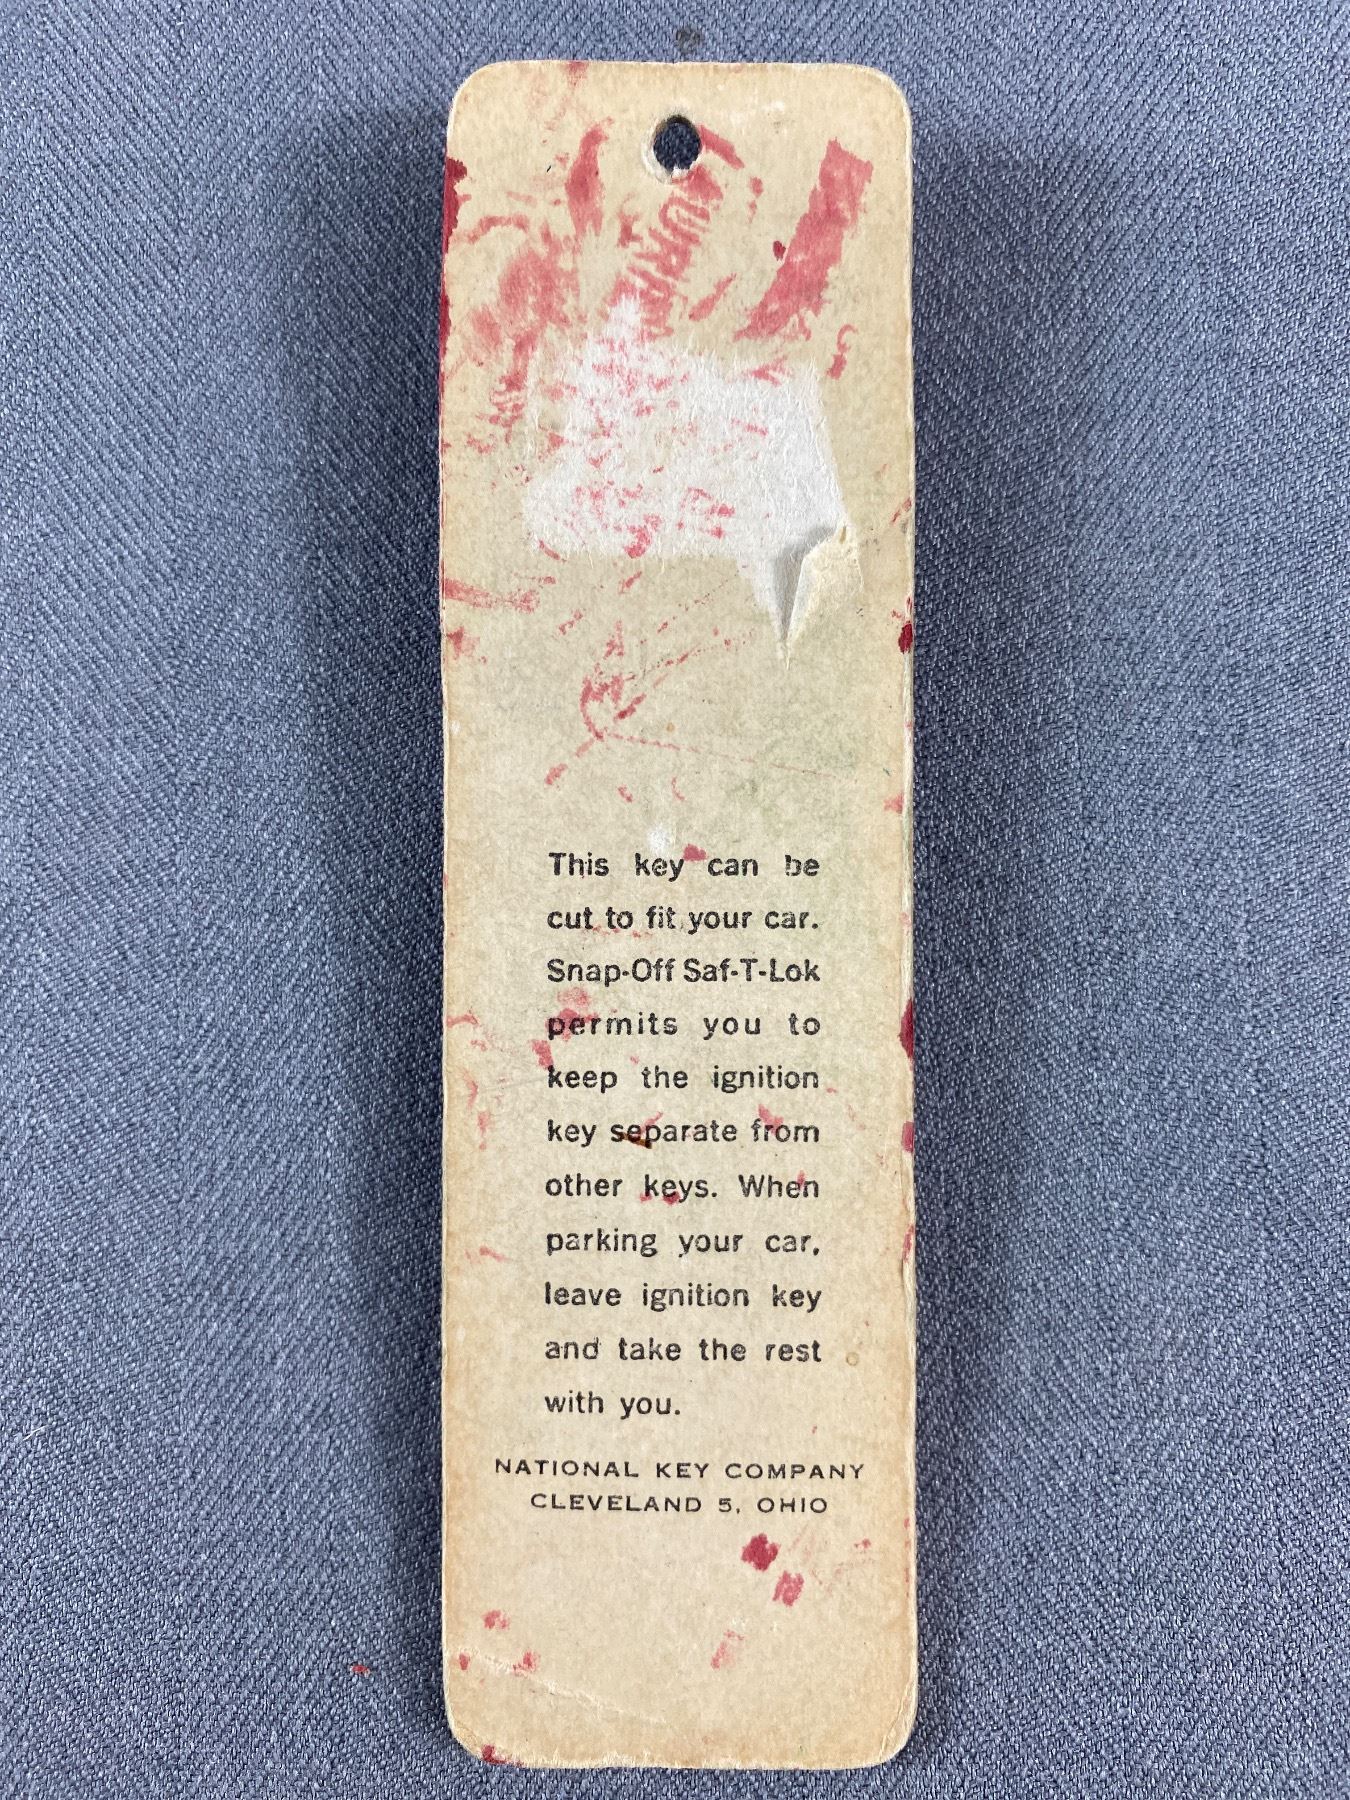 This key can be
cut to fit your car.
Snap-Off Saf-T-Lok
permits you to
keep the ignition
key separate from
other keys. When
parking your car,
leave ignition key
and take the rest
with you.
NATIONAL KEY COMPANY
CLEVELAND 5, OHIO